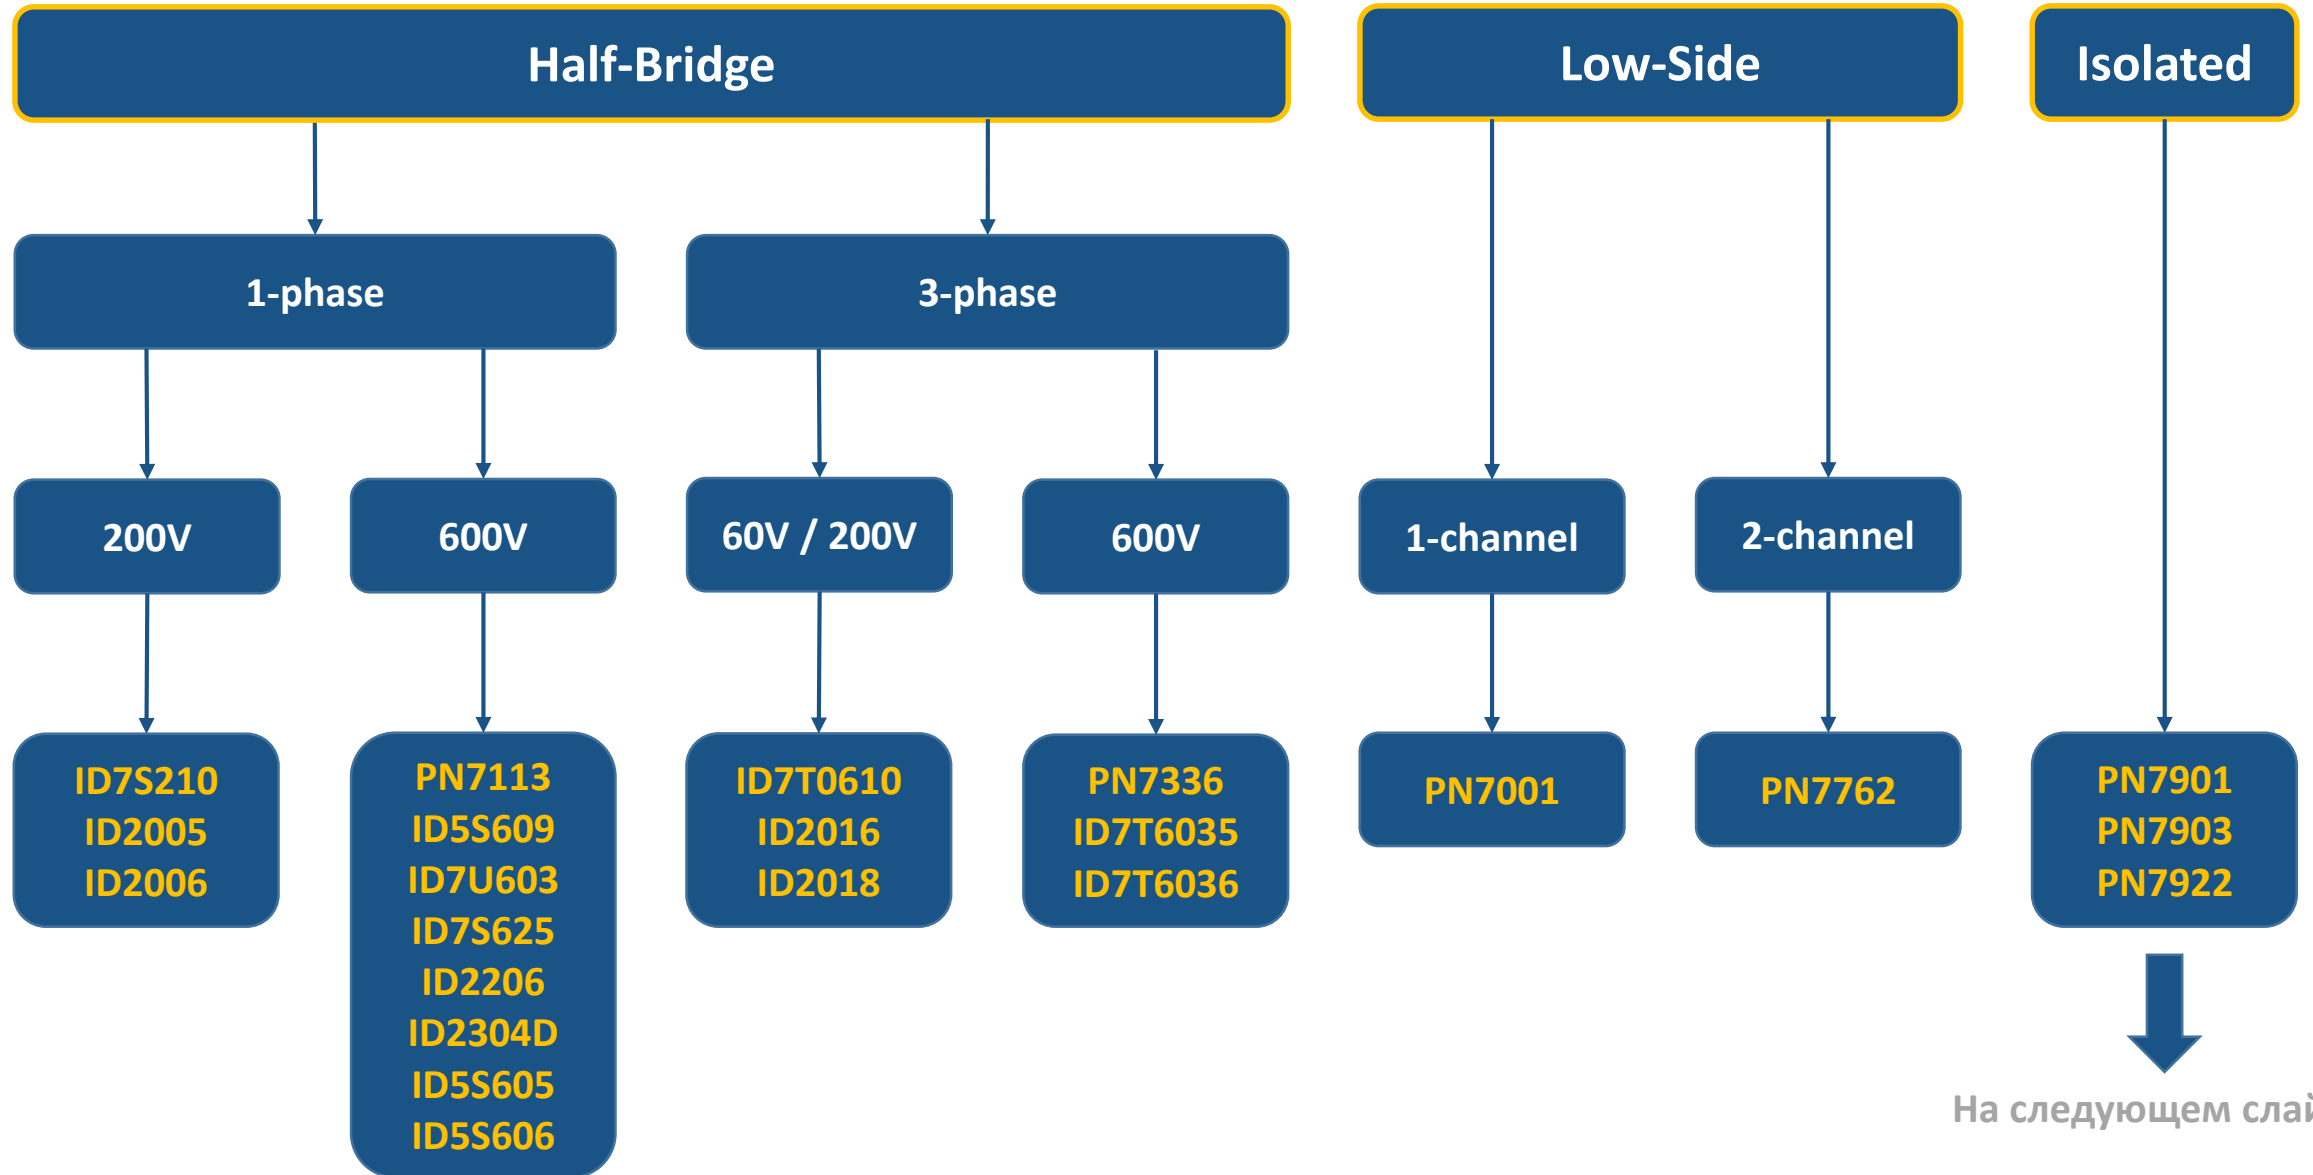 Half-Bridge
Low-Side
Isolated
1-phase
3-phase
200V
600V
60V / 200V
600V
1-channel
2-channel
ID7S210
ID2005
ID2006
PN7113
ID5S609
ID7U603
ID7S625
ID2206
ID2304D
ID5S605
ID5S606
ID7T0610
ID2016
ID2018
PN7336
ID7T6035
ID7T6036
PN7001
PN7762
PN7901
PN7903
PN7922
На следующем